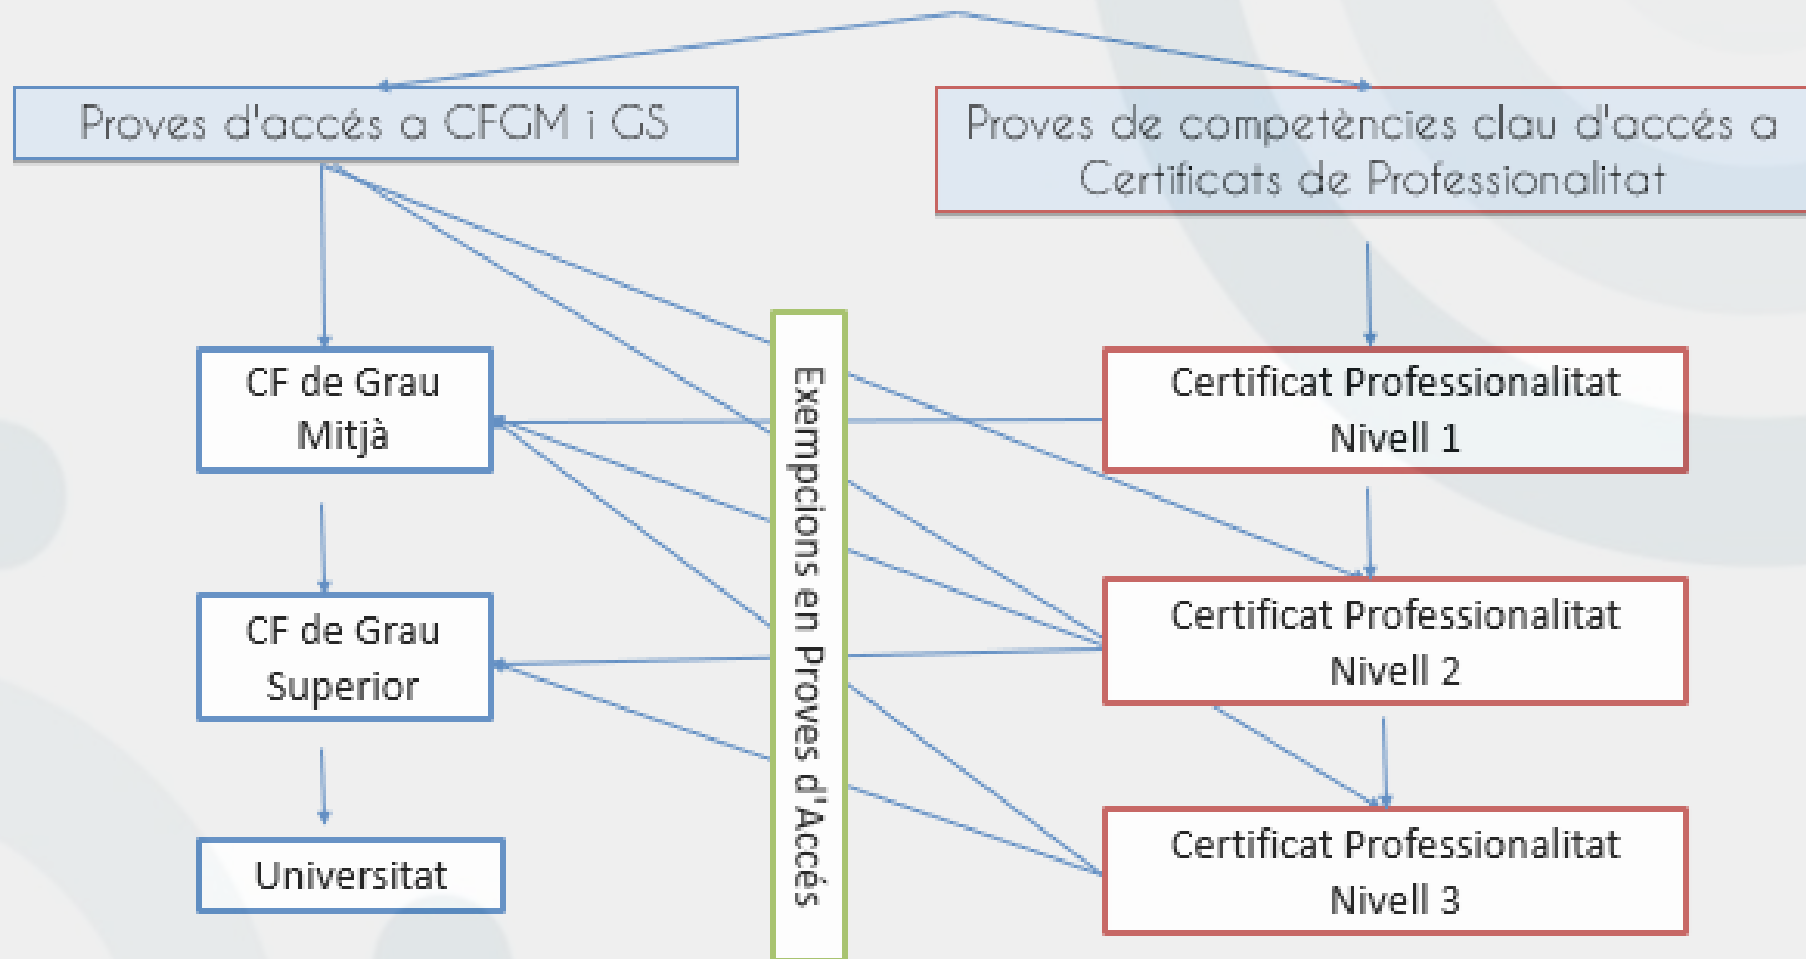 Proves d'accés a CFGM i GS
Proves de competències clau d'accés a
Certificats de Professionalitat
CF de Grau
Mitjà
Exempcions en Proves d'Accés
Certificat Professionalitat
Nivell 1
CF de Grau
Superior
Certificat Professionalitat
Nivell 2
Universitat
Certificat Professionalitat
Nivell 3